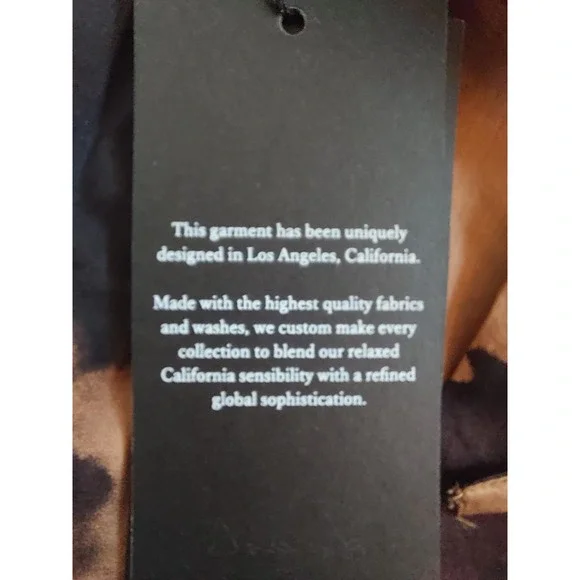 This garment has been uniquely
designed in Los Angeles, California.
Made with the highest quality fabrics
and washes, we custom make every
collection to blend our relaxed
California sensibility with a refined
global sophistication.